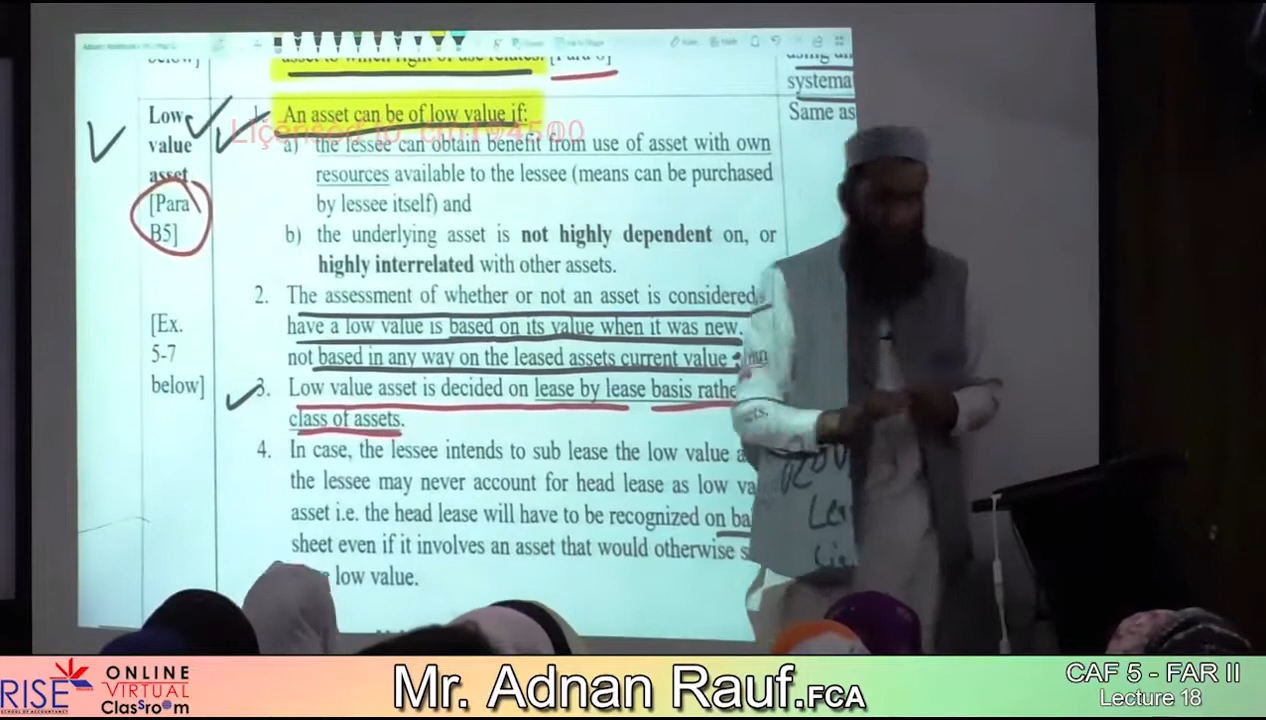 asset to which right of use relates. [Para 6]
using an
systema
Same as
Low
value
asset
[Para
B5]
[Ex.
5-7
below]
below]
An asset can be of low value if:
Licensed to
a) the lessee can obtain benefit from use of asset with own
resources available to the lessee (means can be purchased
by lessee itself) and
b) the underlying asset is not highly dependent on, or
highly interrelated with other assets.
2. The assessment of whether or not an asset is considered
have a low value is based on its value when it was new.
not based in any way on the leased assets current value
3. Low value asset is decided on lease by lease basis rathe
class of assets.
4. In case, the lessee intends to sub lease the low value a
the lessee may never account for head lease as low va
asset i.e. the head lease will have to be recognized on ba
sheet even if it involves an asset that would otherwise s
low value.
RISE
SCHOOL OF ACCOUNTANCY
ONLINE
VIRTUAL
Classroom
Mr. Adnan Rauf.FCA
CAF 5 - FAR II
Lecture 18